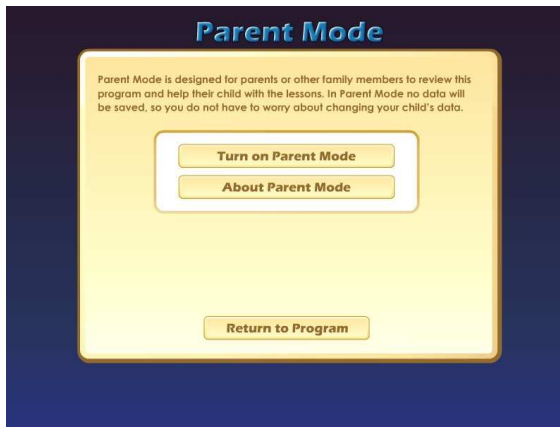 Parent Mode
Parent Mode is designed for parents or other family members to review this
program and help their child with the lessons. In Parent Mode no data will
be saved, so you do not have to worry about changing your child's data.
Turn on Parent Mode
About Parent Mode
Return to Program